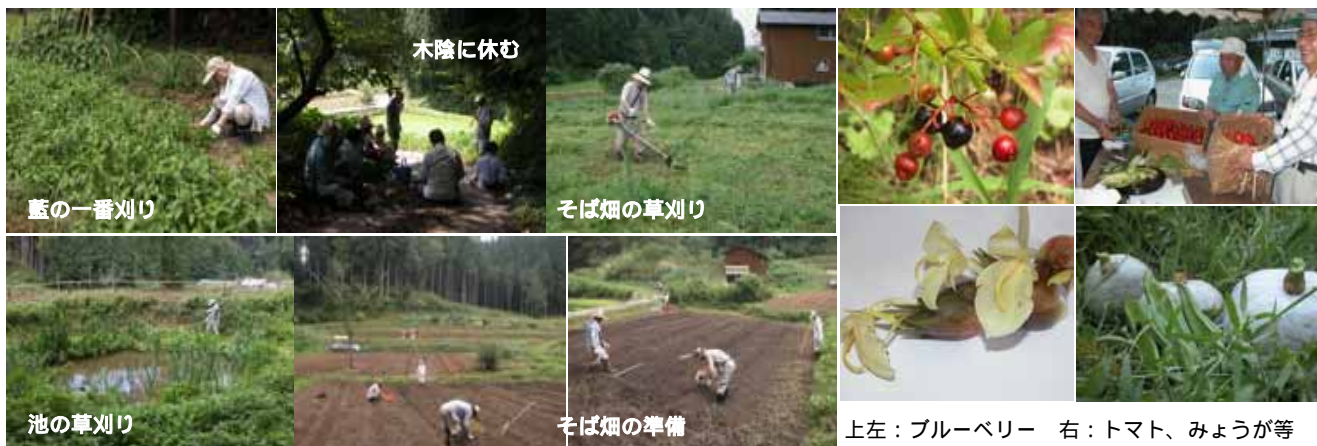 木陰に休む
藍の一番刈り
そば畑の草刈り
池の草刈り
そば畑の準備
上左：ブルーベリー　右：トマト、みょうが等